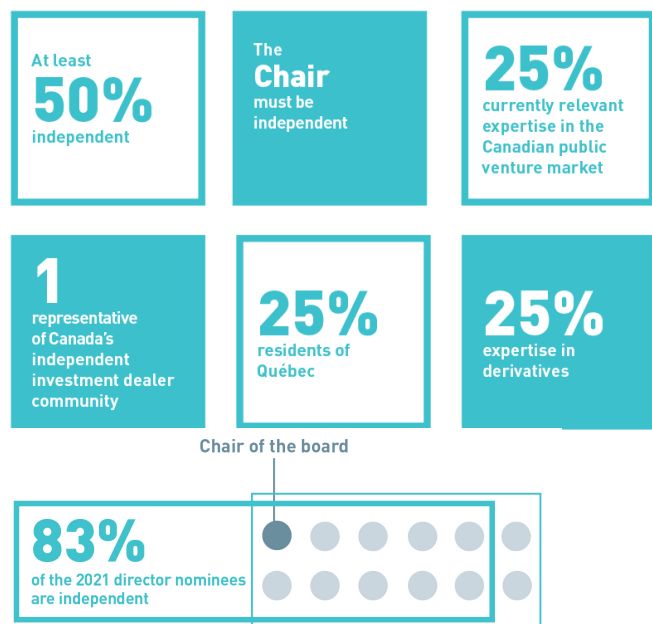 At least
50%
independent
The
Chair
must be
independent
25%
currently relevant
expertise in the
Canadian public
venture market
1
representative
of Canada's
independent
investment dealer
community
25%
residents of
Québec
25%
expertise in
derivatives
Chair of the board
83%
of the 2021 director nominees
are independent